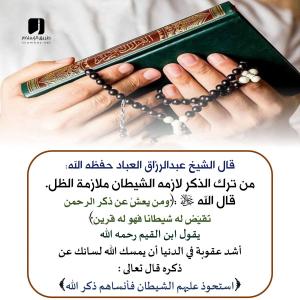 طريق الإسلام
قال الشيخ عبدالرزاق العباد حفظه الله:
من ترك الذكر لازمه الشيطان ملازمة الظل.
قال الله ﷻ :﴿ومن يعش عن ذكر الرحمن
نقيض له شيطانا فهو له قرين﴾
يقول ابن القيم رحمه الله
أشد عقوبة في الدنيا أن يمسك الله لسانك عن
ذكره قال تعالى :
﴿استحوذ عليهم الشيطان فأنساهم ذكر الله﴾